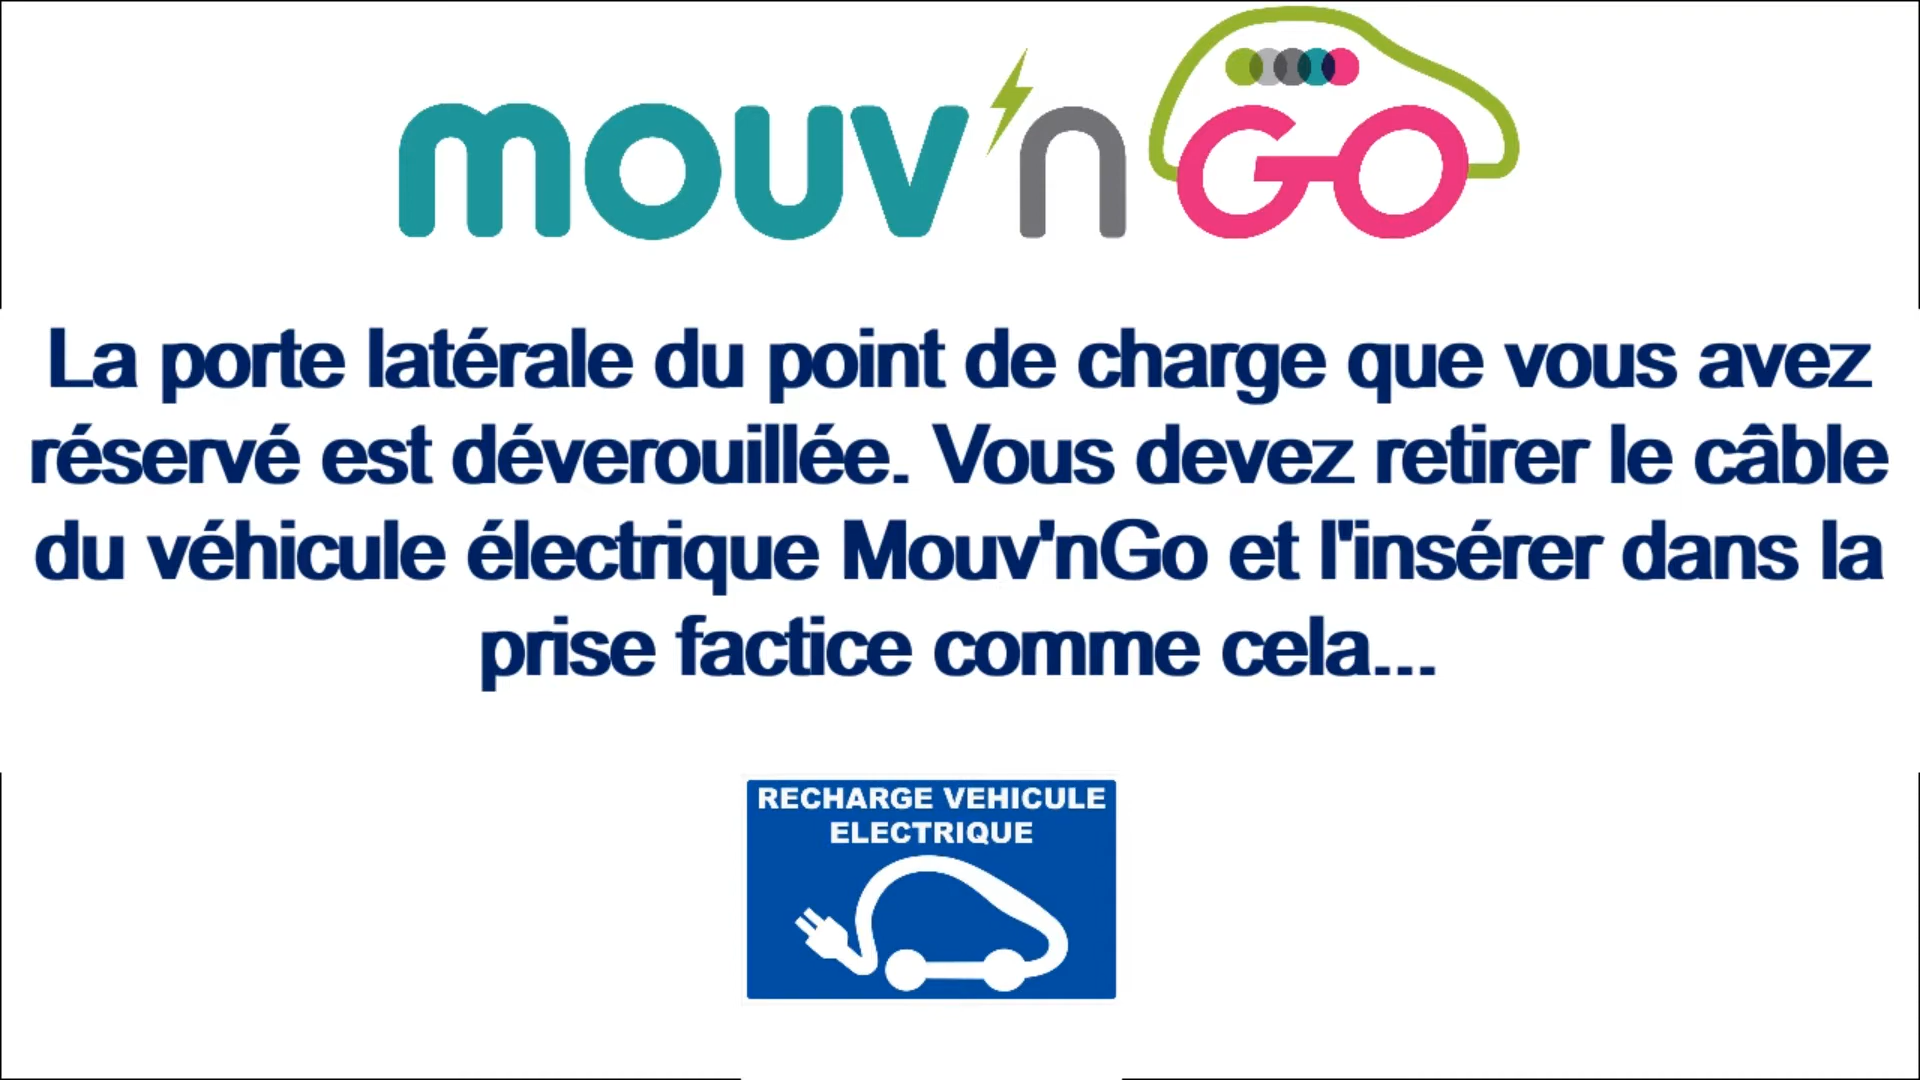 mouv'n GO
La porte latérale du point de charge que vous avez
réservé est déverouillée. Vous devez retirer le câble
du véhicule électrique Mouv'nGo et l'insérer dans la
prise factice comme cela...
RECHARGE VEHICULE
ELECTRIQUE